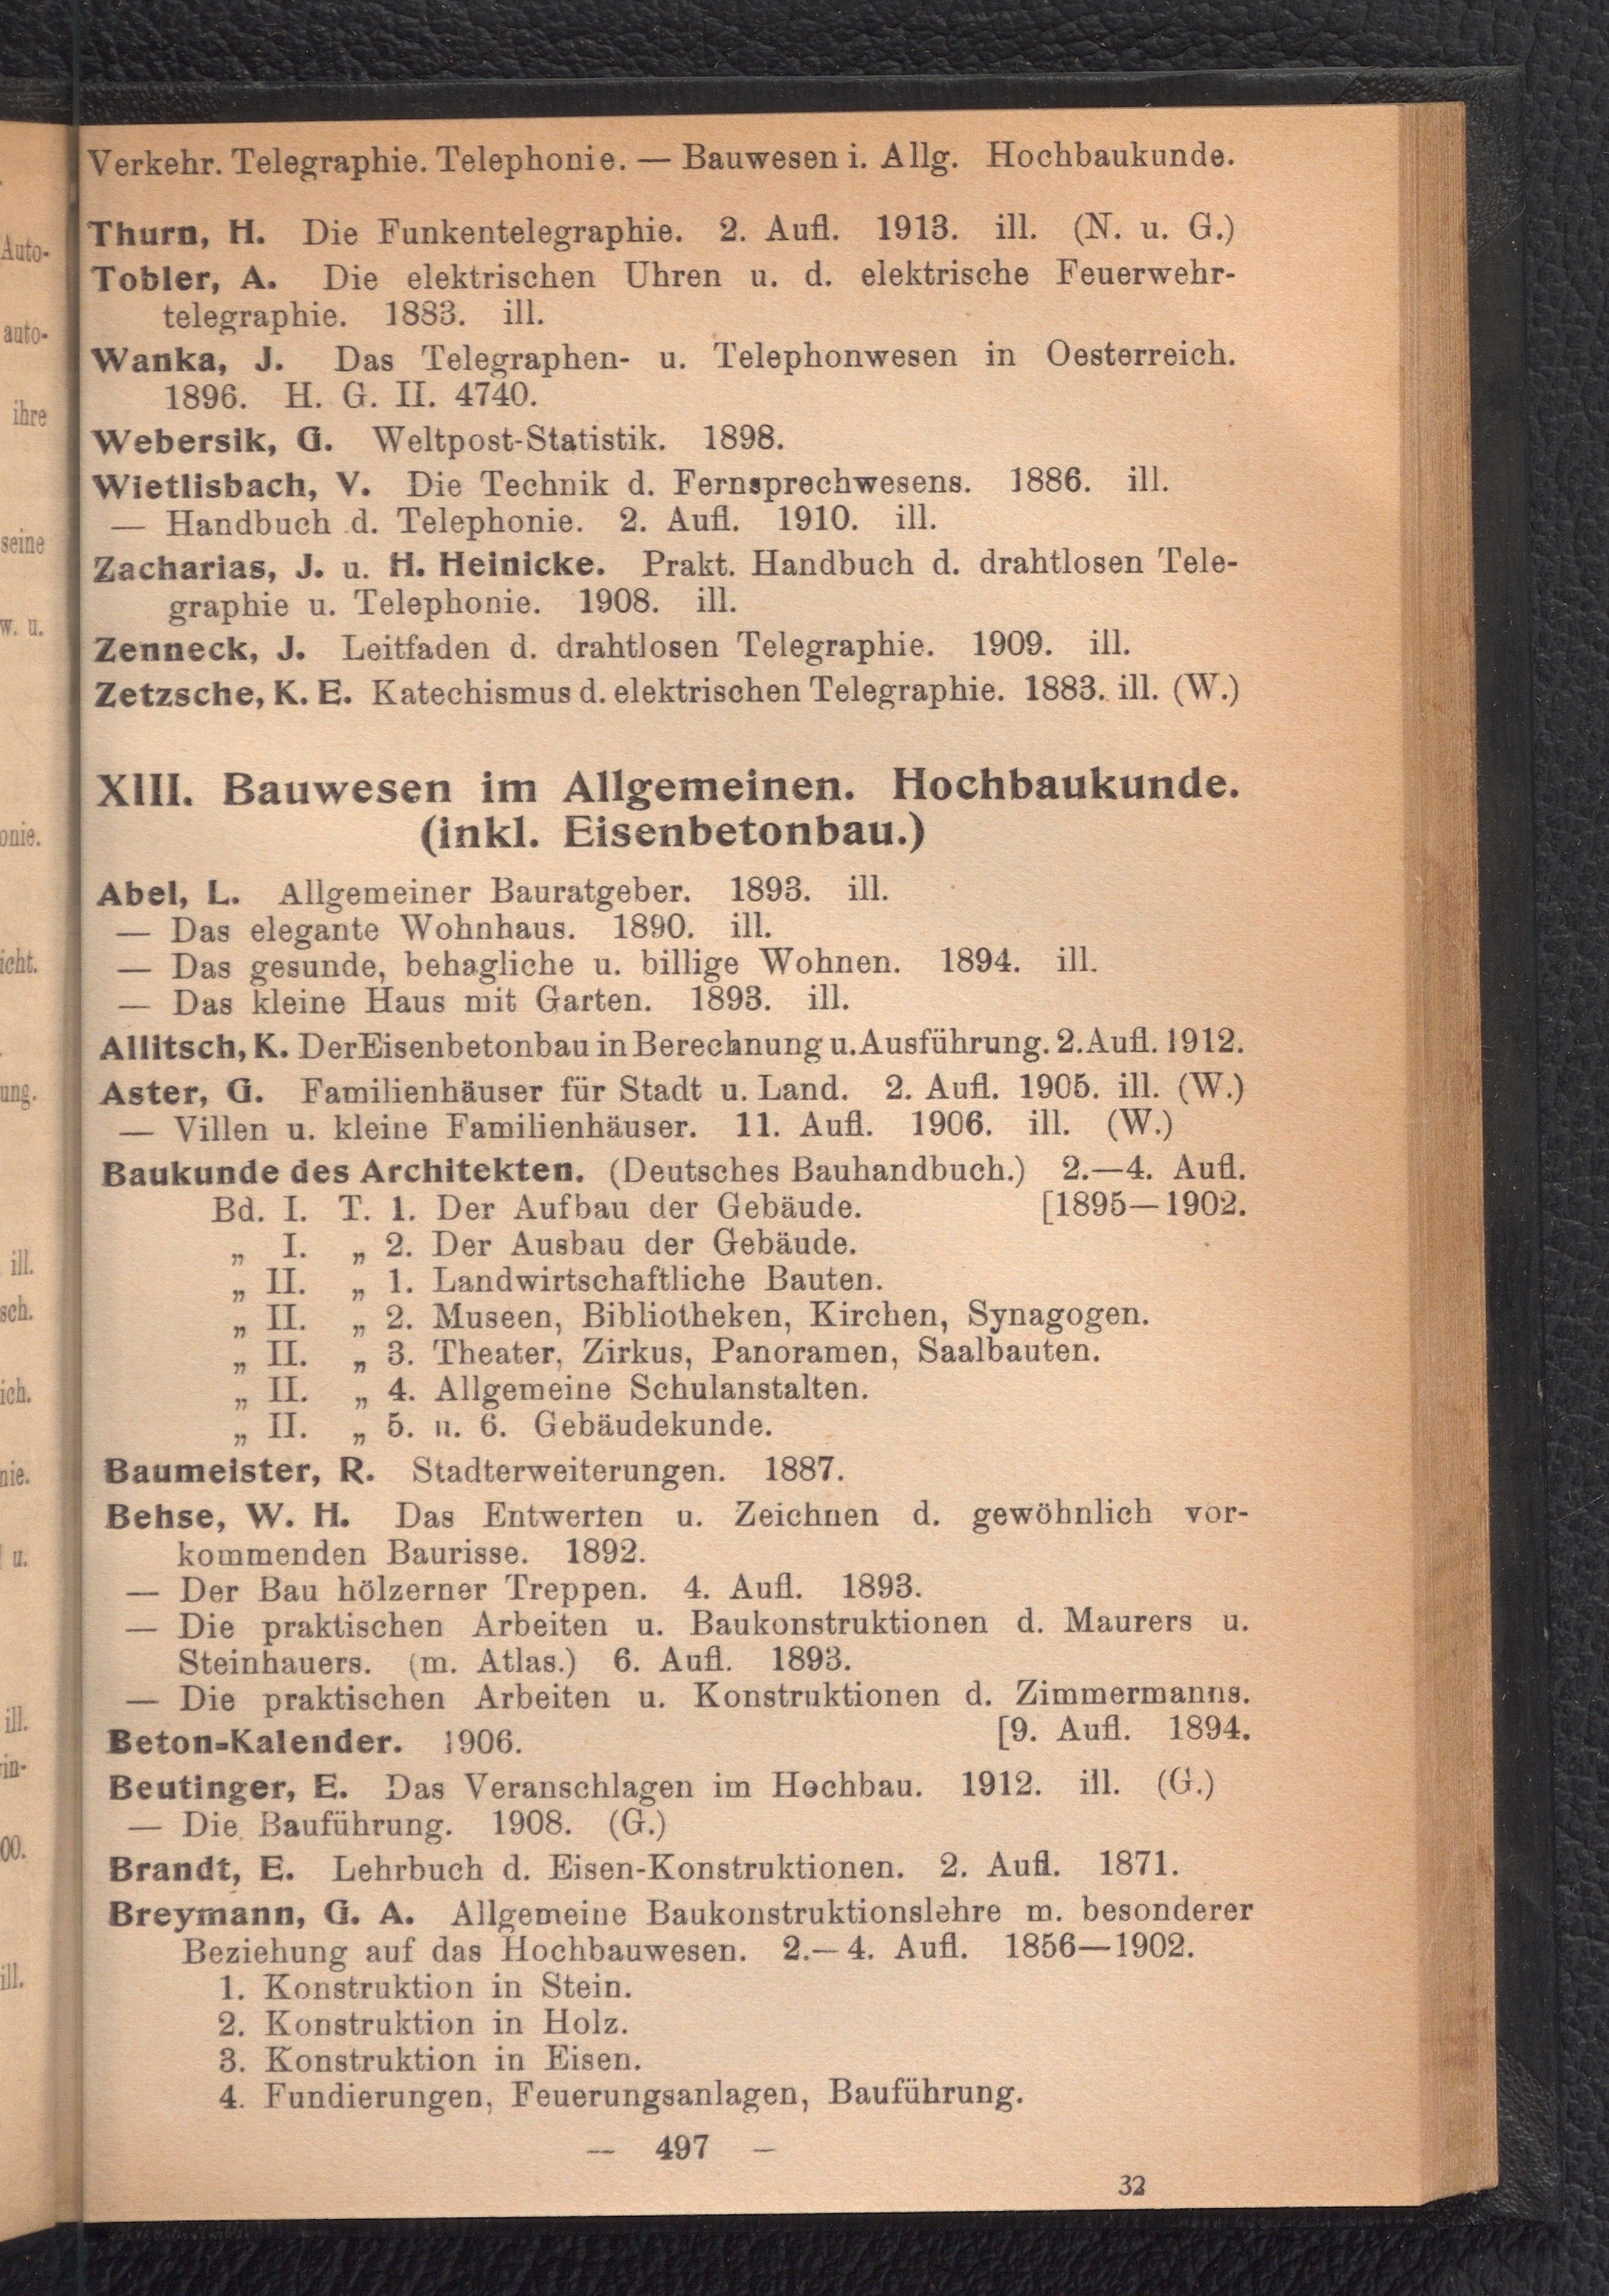 Verkehr. Telegraphie. Telephonie. — Bauwesen i. Allg. Hochbaukunde.
Thurn, H. Die Funkentelegraphie. 2. Aufl. 1913. ill. (N. u. G.)
Tobler, A. Die elektrischen Uhren u. d. elektrische Feuerwehr-
telegraphie. 1883. ill.
Wanka, J. Das Telegraphen- u. Telephonwesen in Oesterreich.
1896. H. G. II. 4740.
Webersik, G. Weltpost-Statistik. 1898.
Wietlisbach, V. Die Technik d. Fernsprechwesens. 1886. ill.
— Handbuch d. Telephonie. 2. Aufl. 1910. ill.
Zacharias, J. u. H. Heinicke. Prakt. Handbuch d. drahtlosen Tele-
graphie u. Telephonie. 1908. ill.
Zenneck, J. Leitfaden d. drahtlosen Telegraphie. 1909. ill.
Zetzsche, K. E. Katechismus d. elektrischen Telegraphie. 1883. ill. (W.)
XIII. Bauwesen im Allgemeinen. Hochbaukunde.
(inkl. Eisenbetonbau.)
Abel, L. Allgemeiner Bauratgeber. 1893. ill.
— Das elegante Wohnhaus. 1890. ill.
— Das gesunde, behagliche u. billige Wohnen. 1894. ill.
— Das kleine Haus mit Garten. 1893. ill.
Allitsch, K. Der Eisenbetonbau in Berechnung u. Ausführung. 2. Aufl. 1912.
Aster, G. Familienhäuser für Stadt u. Land. 2. Aufl. 1905. ill. (W.)
— Villen u. kleine Familienhäuser. 11. Aufl. 1906. ill. (W.)
Baukunde des Architekten. (Deutsches Bauhandbuch.) 2.—4. Aufl.
Bd. I. T. 1. Der Aufbau der Gebäude. [1895—1902.
„ I. „ 2. Der Ausbau der Gebäude.
„ II. „ 1. Landwirtschaftliche Bauten.
„ II. „ 2. Museen, Bibliotheken, Kirchen, Synagogen.
„ II. „ 3. Theater, Zirkus, Panoramen, Saalbauten.
„ II. „ 4. Allgemeine Schulanstalten.
„ II. „ 5. u. 6. Gebäudekunde.
Baumeister, R. Stadterweiterungen. 1887.
Behse, W. H. Das Entwerfen u. Zeichnen d. gewöhnlich vor-
kommenden Baurisse. 1892.
— Der Bau hölzerner Treppen. 4. Aufl. 1893.
— Die praktischen Arbeiten u. Baukonstruktionen d. Maurers u.
Steinhauers. (m. Atlas.) 6. Aufl. 1893.
— Die praktischen Arbeiten u. Konstruktionen d. Zimmermanns.
Beton-Kalender. 1906. [9. Aufl. 1894.
Beutinger, E. Das Veranschlagen im Hochbau. 1912. ill. (G.)
— Die Bauführung. 1908. (G.)
Brandt, E. Lehrbuch d. Eisen-Konstruktionen. 2. Aufl. 1871.
Breymann, G. A. Allgemeine Baukonstruktionslehre m. besonderer
Beziehung auf das Hochbauwesen. 2.—4. Aufl. 1856—1902.
1. Konstruktion in Stein.
2. Konstruktion in Holz.
3. Konstruktion in Eisen.
4. Fundierungen, Feuerungsanlagen, Bauführung.
— 497 —
32